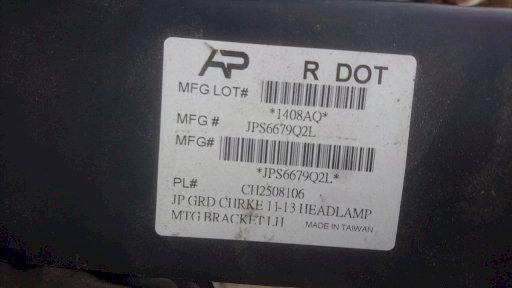 AP R DOT
MFG LOT#
*1408AQ*
MFG # JPS6679Q2L
MFG#
*JPS6679Q2L*
PL# CH2508106
JP GRD CHRKE 11-13 HEADLAMP
MTG BRACKET LH MADE IN TAIWAN